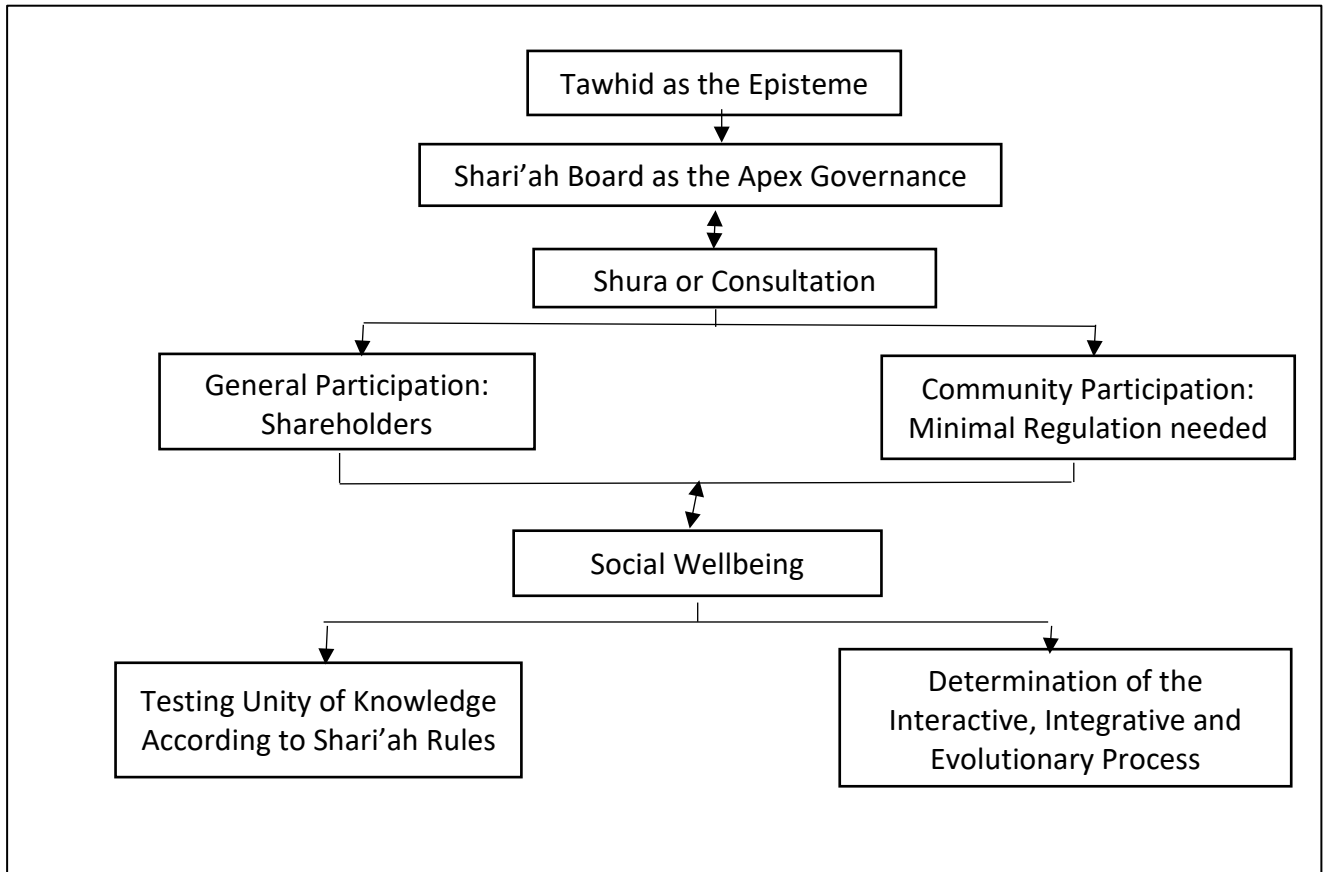 Tawhid as the Episteme
Shari’ah Board as the Apex Governance
Shura or Consultation
General Participation:
Shareholders
Community Participation:
Minimal Regulation needed
Social Wellbeing
Testing Unity of Knowledge
According to Shari’ah Rules
Determination of the
Interactive, Integrative and
Evolutionary Process